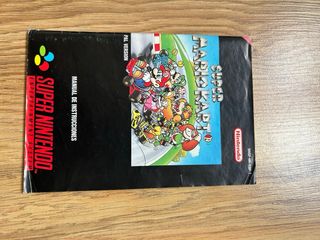 SUPER
MARIO KART
Nintendo
PAL VERSION
MANUAL DE INSTRUCCIONES
SUPER NINTENDO